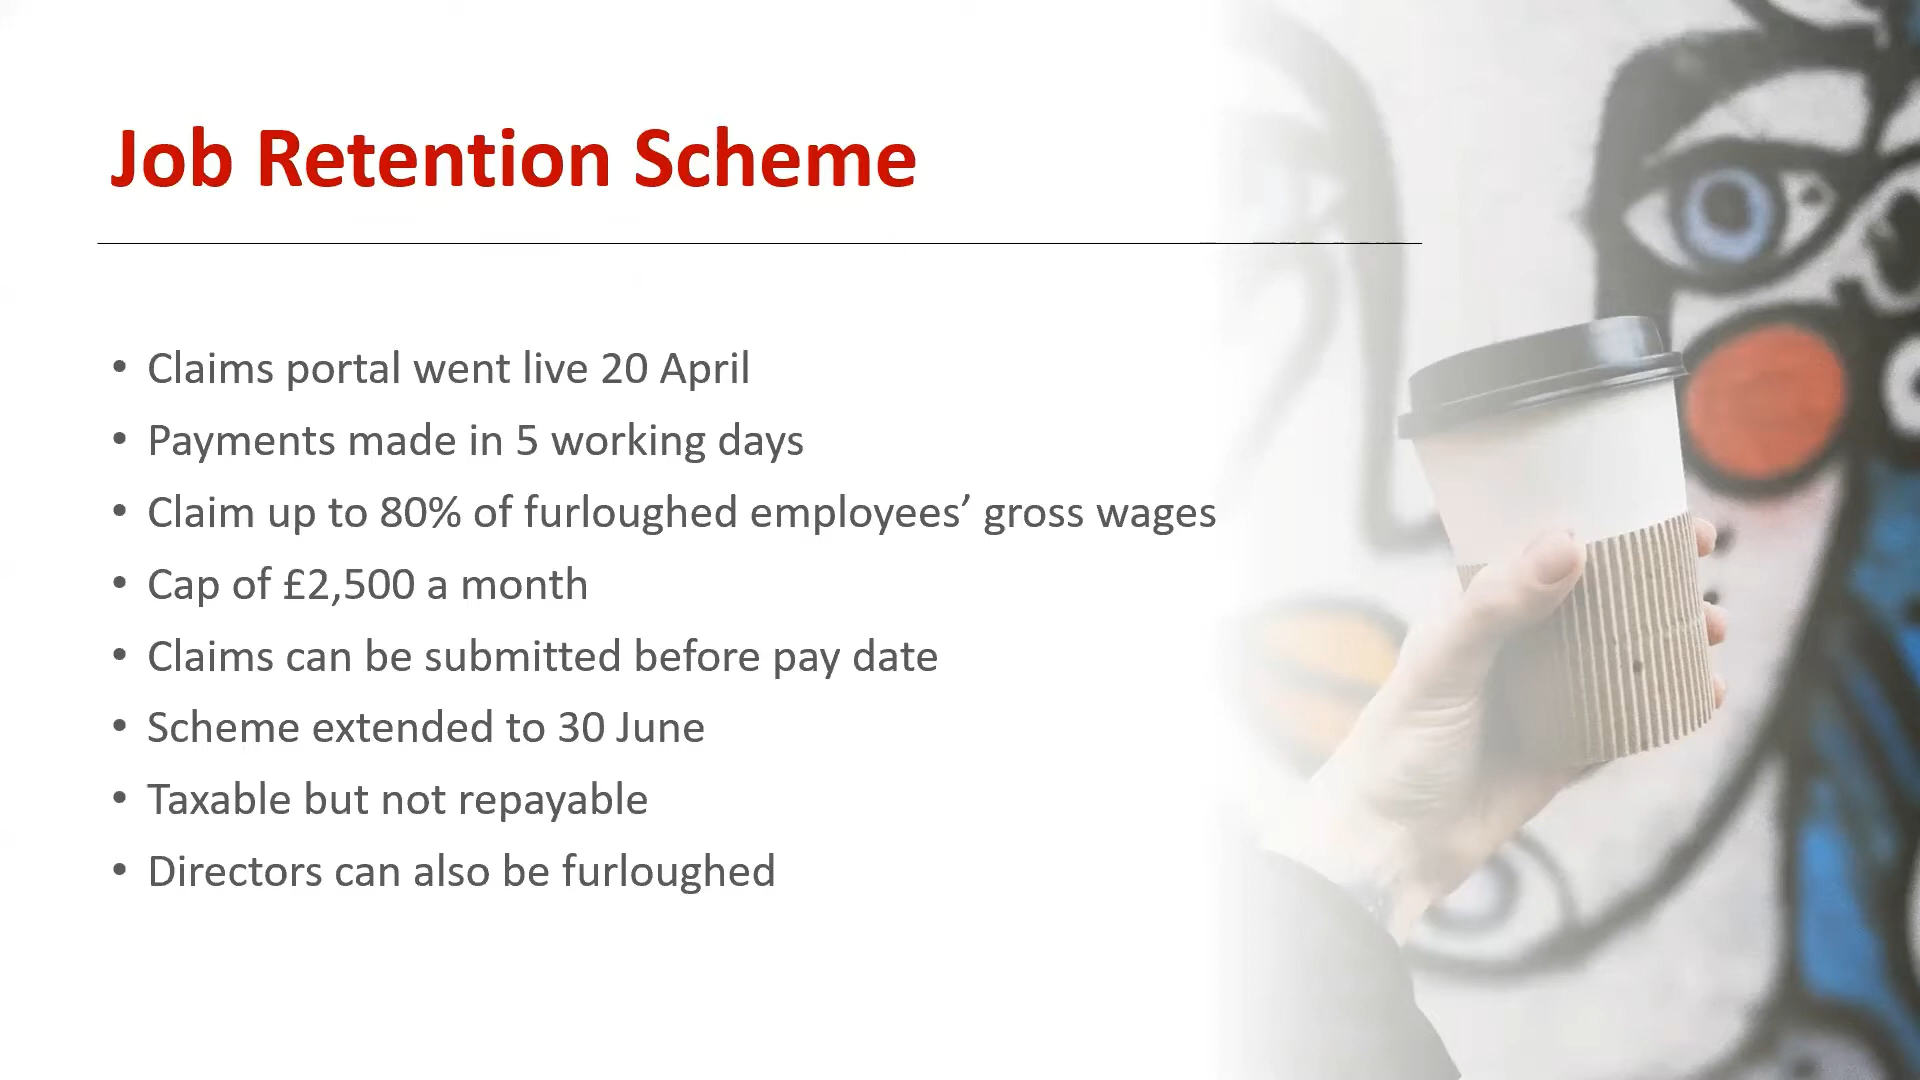 Job Retention Scheme
• Claims portal went live 20 April
• Payments made in 5 working days
• Claim up to 80% of furloughed employees’ gross wages
• Cap of £2,500 a month
• Claims can be submitted before pay date
• Scheme extended to 30 June
• Taxable but not repayable
• Directors can also be furloughed